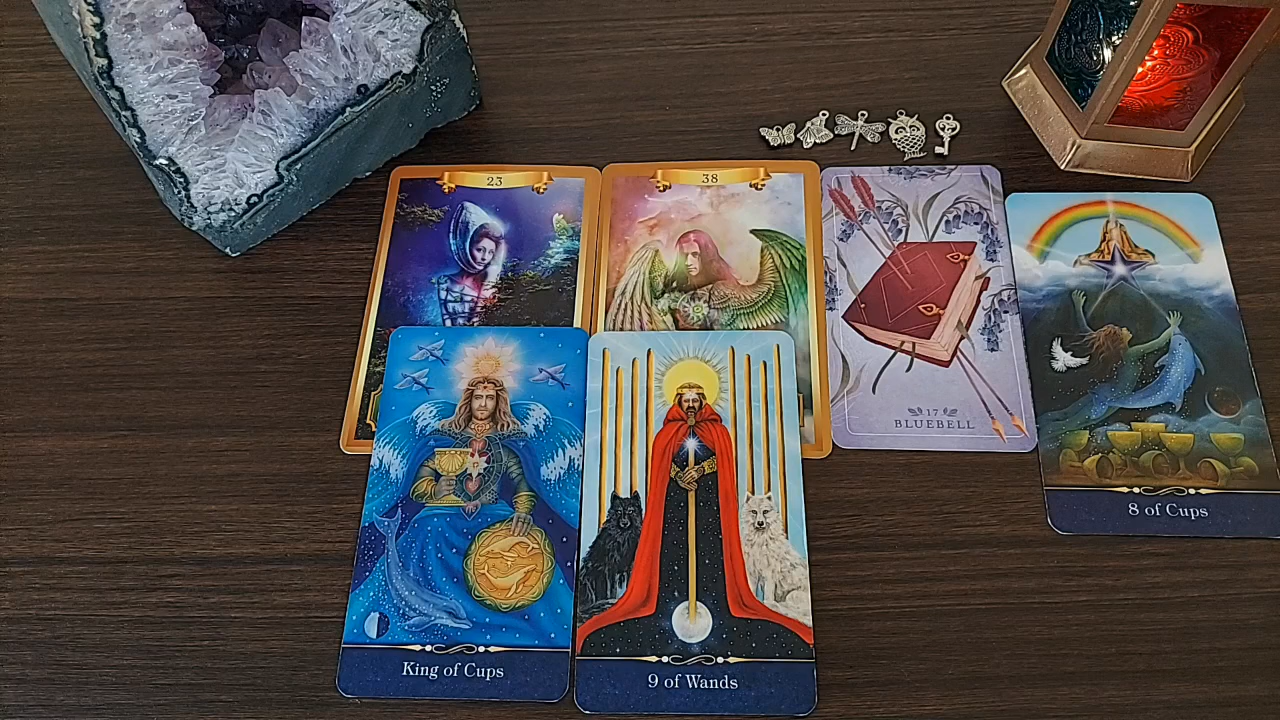 23
38
17
BLUEBELL
8 of Cups
King of Cups
9 of Wands